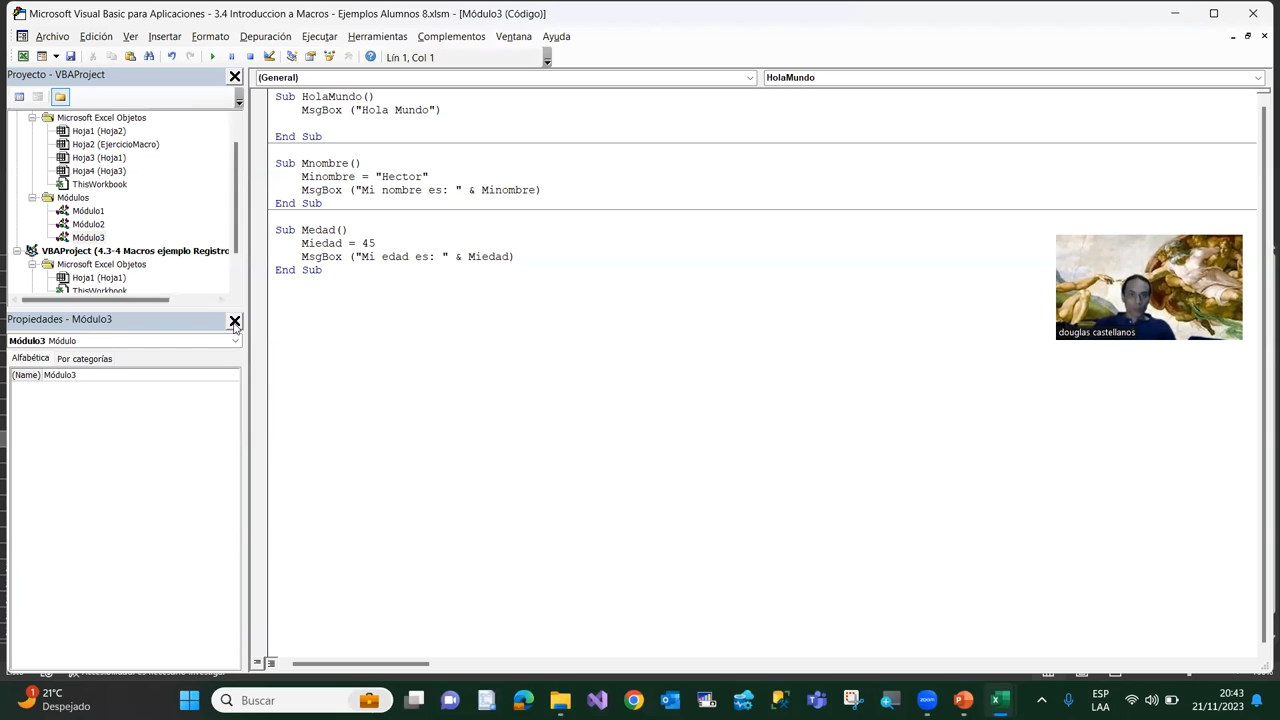 Microsoft Visual Basic para Aplicaciones - 3.4 Introduccion a Macros - Ejemplos Alumnos 8.xlsm - [Módulo3 (Código)]
Archivo Edición Ver Insertar Formato Depuración Ejecutar Herramientas Complementos Ventana Ayuda
Lín 1, Col 1
Proyecto - VBAProject
Microsoft Excel Objetos
Hoja1 (Hoja2)
Hoja2 (EjercicioMacro)
Hoja3 (Hoja1)
Hoja4 (Hoja3)
ThisWorkbook
Módulos
Módulo1
Módulo2
Módulo3
VBAProject (4.3-4 Macros ejemplo Registro
Microsoft Excel Objetos
Hoja1 (Hoja1)
ThisWorkbook
Propiedades - Módulo3
Módulo3 Módulo
Alfabética Por categorías
(Name) Módulo3
(General) HolaMundo
Sub HolaMundo()
MsgBox ("Hola Mundo")
End Sub
Sub Mnombre()
Minombre = "Hector"
MsgBox ("Mi nombre es: " & Minombre)
End Sub
Sub Medad()
Miedad = 45
MsgBox ("Mi edad es: " & Miedad)
End Sub
douglas castellanos
1
21°C
Despejado
Buscar
zoom
ESP
LAA
20:43
21/11/2023